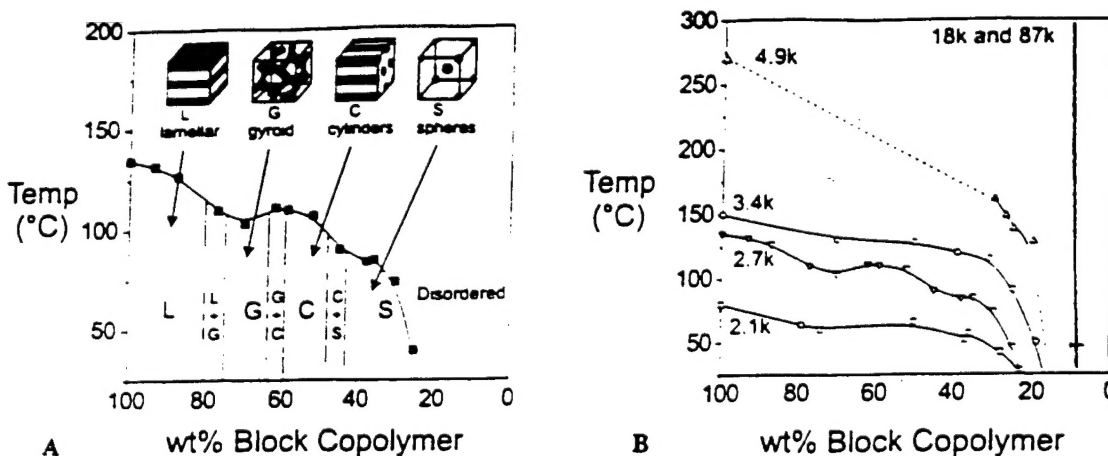 200
150
100
50
Temp
(°C)
L
lamellar
G
gyroid
C
cylinders
S
spheres
L
L
+
G
G
G
+
C
C
C
+
S
S
Disordered
100 80 60 40 20 0
A
wt% Block Copolymer
300
250
200
150
100
50
Temp
(°C)
18k and 87k
4.9k
3.4k
2.7k
2.1k
100 80 60 40 20 0
B
wt% Block Copolymer